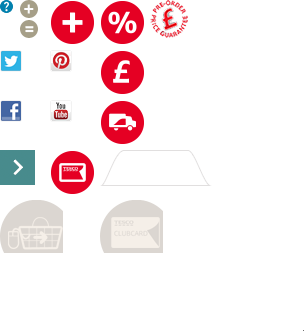 ?
+
=
+
%
PRE-ORDER
£
PRICE GUARANTEE
£
f
You
Tube
TESCO
TESCO
CLUBCARD